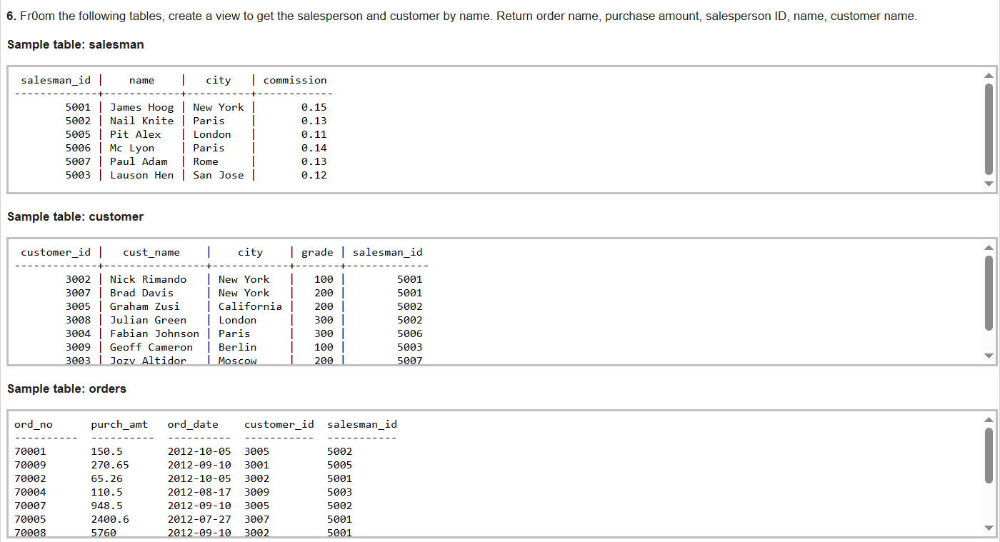 6. Fr0om the following tables, create a view to get the salesperson and customer by name. Return order name, purchase amount, salesperson ID, name, customer name.
Sample table: salesman
salesman_id | name | city | commission
-------------+------------+----------+------------
5001 | James Hoog | New York | 0.15
5002 | Nail Knite | Paris | 0.13
5005 | Pit Alex | London | 0.11
5006 | Mc Lyon | Paris | 0.14
5007 | Paul Adam | Rome | 0.13
5003 | Lauson Hen | San Jose | 0.12
Sample table: customer
customer_id | cust_name | city | grade | salesman_id
-------------+----------------+------------+-------+-------------
3002 | Nick Rimando | New York | 100 | 5001
3007 | Brad Davis | New York | 200 | 5001
3005 | Graham Zusi | California | 200 | 5002
3008 | Julian Green | London | 300 | 5002
3004 | Fabian Johnson | Paris | 300 | 5006
3009 | Geoff Cameron | Berlin | 100 | 5003
3003 | Jozy Altidor | Moscow | 200 | 5007
Sample table: orders
ord_no purch_amt ord_date customer_id salesman_id
---------- ---------- ---------- ----------- -----------
70001 150.5 2012-10-05 3005 5002
70009 270.65 2012-09-10 3001 5005
70002 65.26 2012-10-05 3002 5001
70004 110.5 2012-08-17 3009 5003
70007 948.5 2012-09-10 3005 5002
70005 2400.6 2012-07-27 3007 5001
70008 5760 2012-09-10 3002 5001